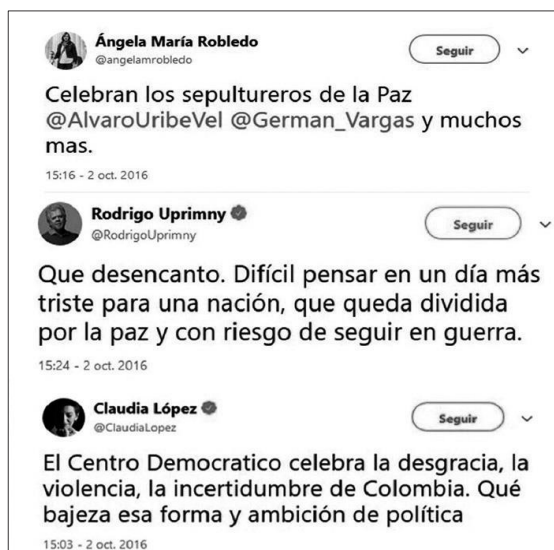 Ángela María Robledo
@angelamrobledo
Seguir
Celebran los sepultureros de la Paz
@AlvaroUribeVel @German_Vargas y muchos
mas.
15:16 - 2 oct. 2016
Rodrigo Uprimny
@RodrigoUprimny
Seguir
Que desencanto. Difícil pensar en un día más
triste para una nación, que queda dividida
por la paz y con riesgo de seguir en guerra.
15:24 - 2 oct. 2016
Claudia López
@ClaudiaLopez
Seguir
El Centro Democratico celebra la desgracia, la
violencia, la incertidumbre de Colombia. Qué
bajeza esa forma y ambición de política
15:03 - 2 oct. 2016